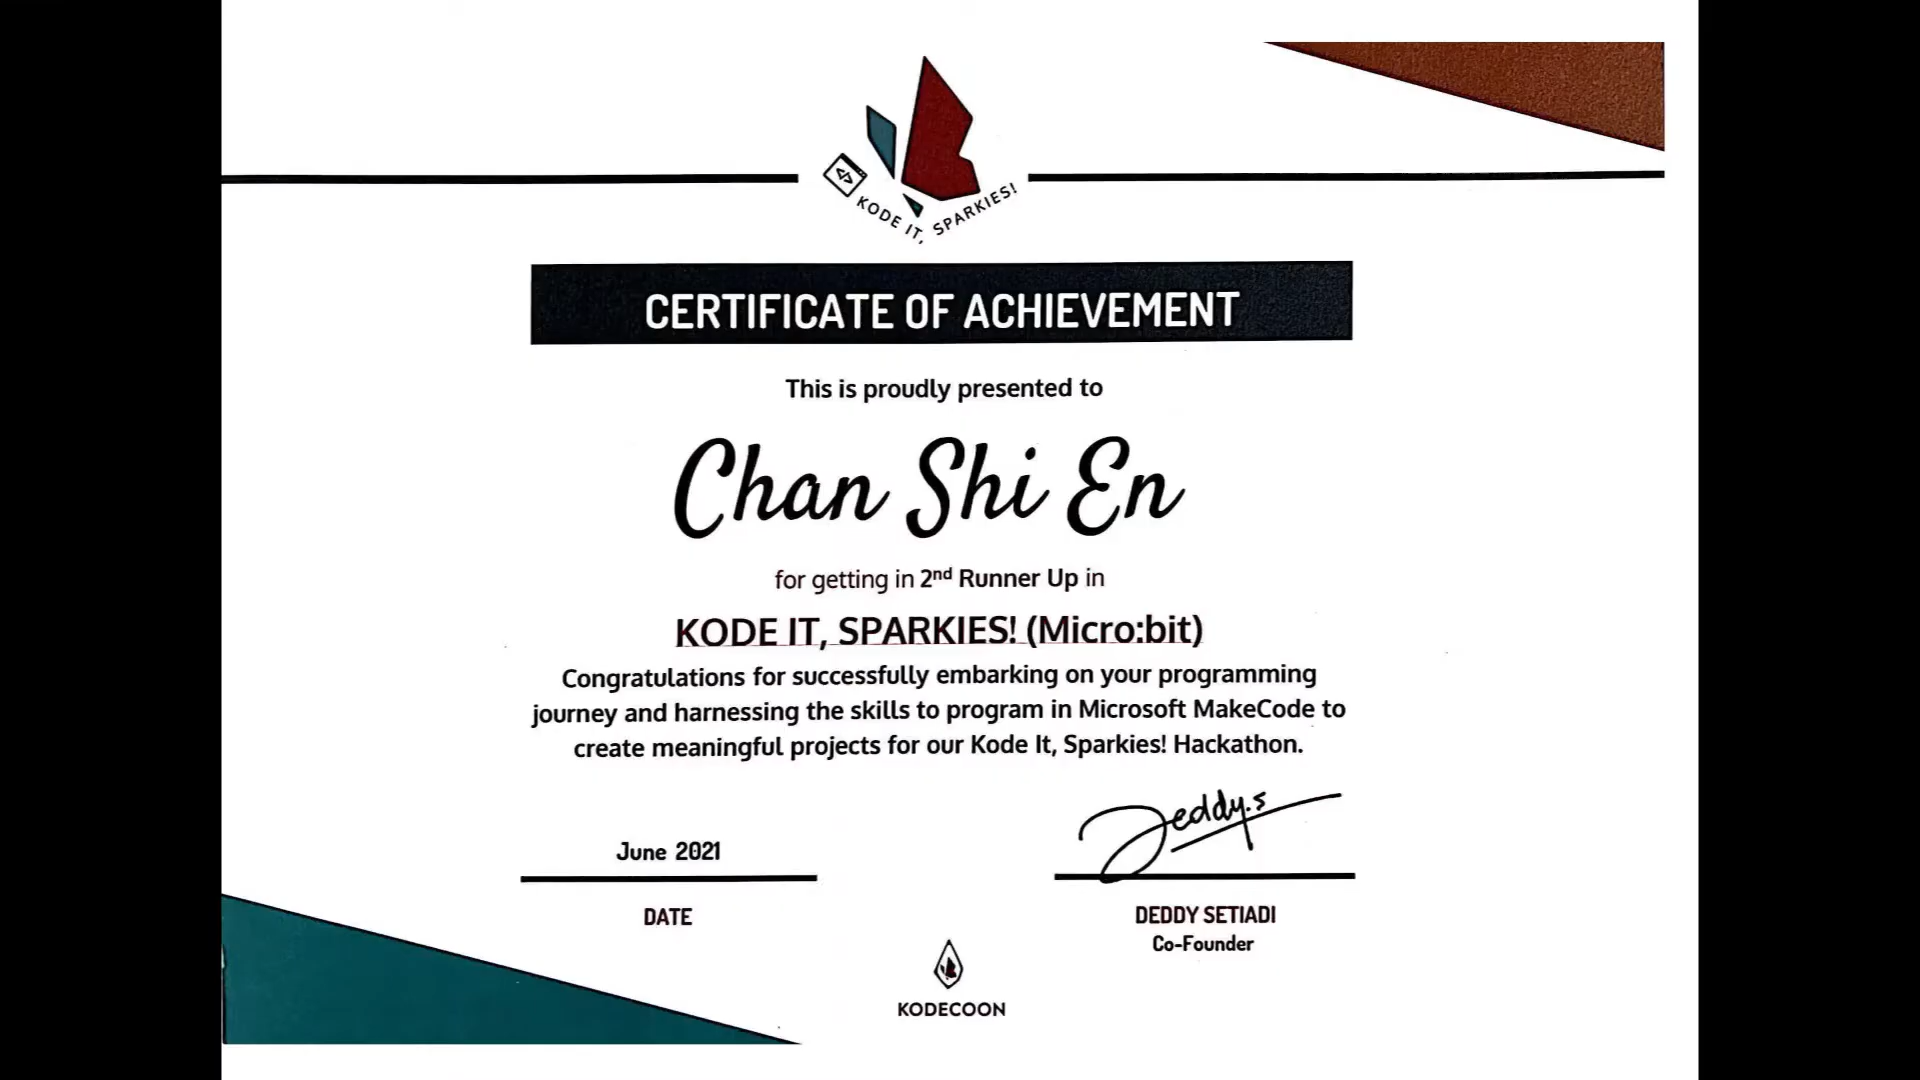 KODE IT, SPARKIES!
CERTIFICATE OF ACHIEVEMENT
This is proudly presented to
Chan Shi En
for getting in 2nd Runner Up in
KODE IT, SPARKIES! (Micro:bit)
Congratulations for successfully embarking on your programming
journey and harnessing the skills to program in Microsoft MakeCode to
create meaningful projects for our Kode It, Sparkies! Hackathon.
Deddy.s
June 2021
DATE
DEDDY SETIADI
Co-Founder
KODECOON